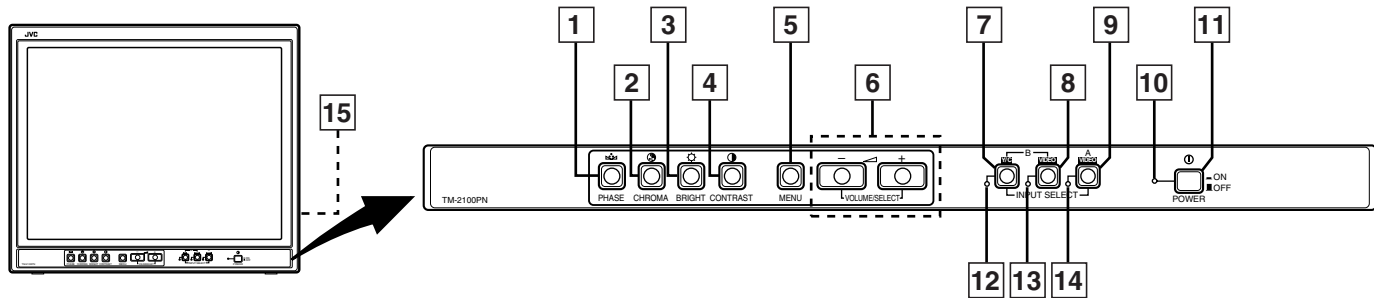 JVC
15
1
2
3
4
5
6
7
8
9
10
11
TM-2100PN
PHASE
CHROMA
BRIGHT
CONTRAST
MENU
−
+
VOLUME/SELECT
B
A
Y/C
VIDEO
VIDEO
INPUT SELECT
ON
OFF
POWER
12
13
14